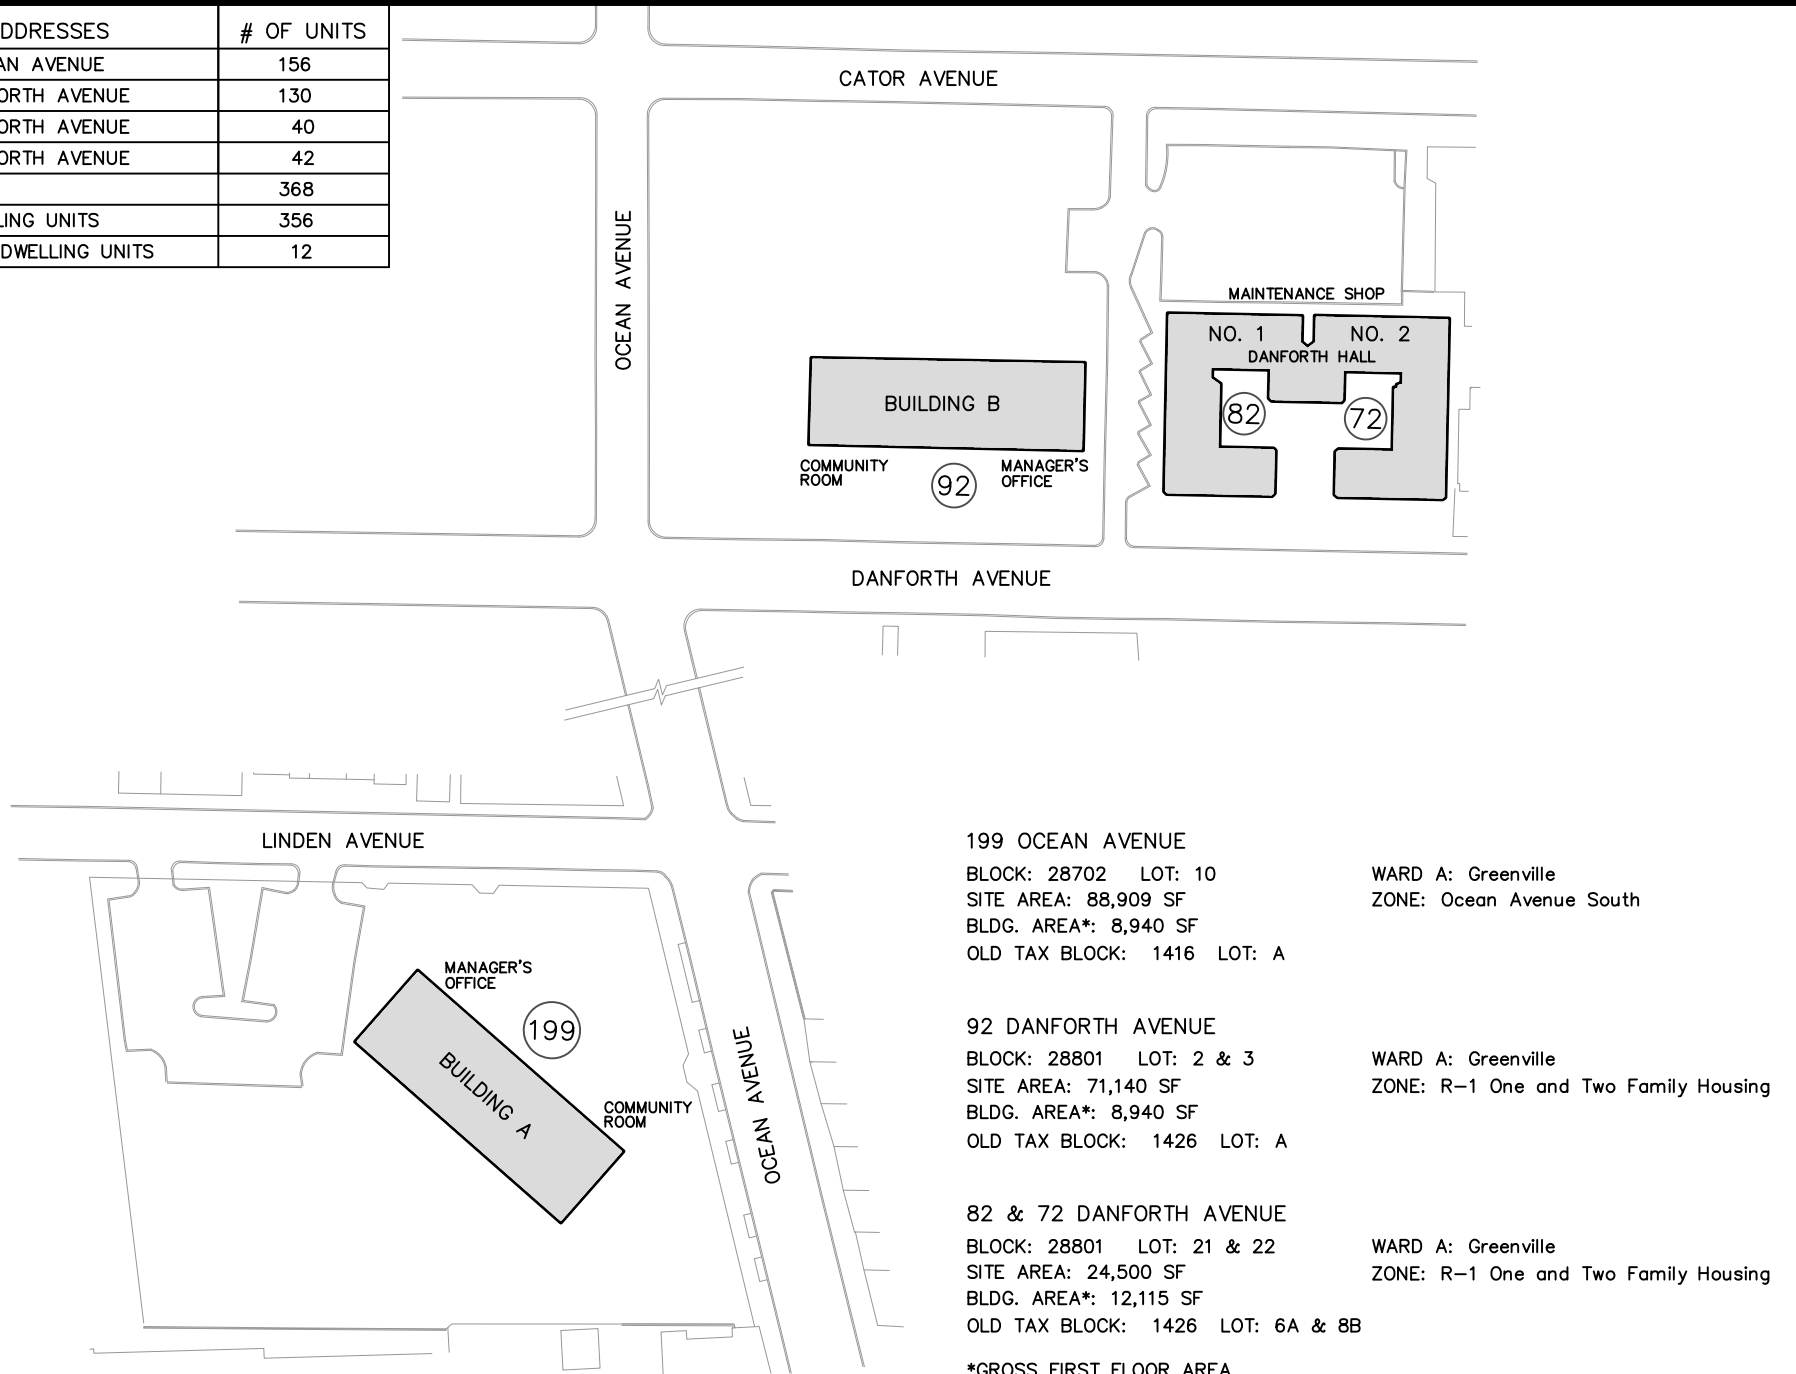 DDRESSES # OF UNITS
AN AVENUE 156
ORTH AVENUE 130
ORTH AVENUE 40
ORTH AVENUE 42
368
LING UNITS 356
DWELLING UNITS 12
CATOR AVENUE
OCEAN AVENUE
MAINTENANCE SHOP
NO. 1 NO. 2
DANFORTH HALL
82 72
BUILDING B
COMMUNITY
ROOM
92
MANAGER'S
OFFICE
DANFORTH AVENUE
LINDEN AVENUE
MANAGER'S
OFFICE
199
BUILDING A
COMMUNITY
ROOM
OCEAN AVENUE
199 OCEAN AVENUE
BLOCK: 28702 LOT: 10 WARD A: Greenville
SITE AREA: 88,909 SF ZONE: Ocean Avenue South
BLDG. AREA*: 8,940 SF
OLD TAX BLOCK: 1416 LOT: A
92 DANFORTH AVENUE
BLOCK: 28801 LOT: 2 & 3 WARD A: Greenville
SITE AREA: 71,140 SF ZONE: R-1 One and Two Family Housing
BLDG. AREA*: 8,940 SF
OLD TAX BLOCK: 1426 LOT: A
82 & 72 DANFORTH AVENUE
BLOCK: 28801 LOT: 21 & 22 WARD A: Greenville
SITE AREA: 24,500 SF ZONE: R-1 One and Two Family Housing
BLDG. AREA*: 12,115 SF
OLD TAX BLOCK: 1426 LOT: 6A & 8B
*GROSS FIRST FLOOR AREA